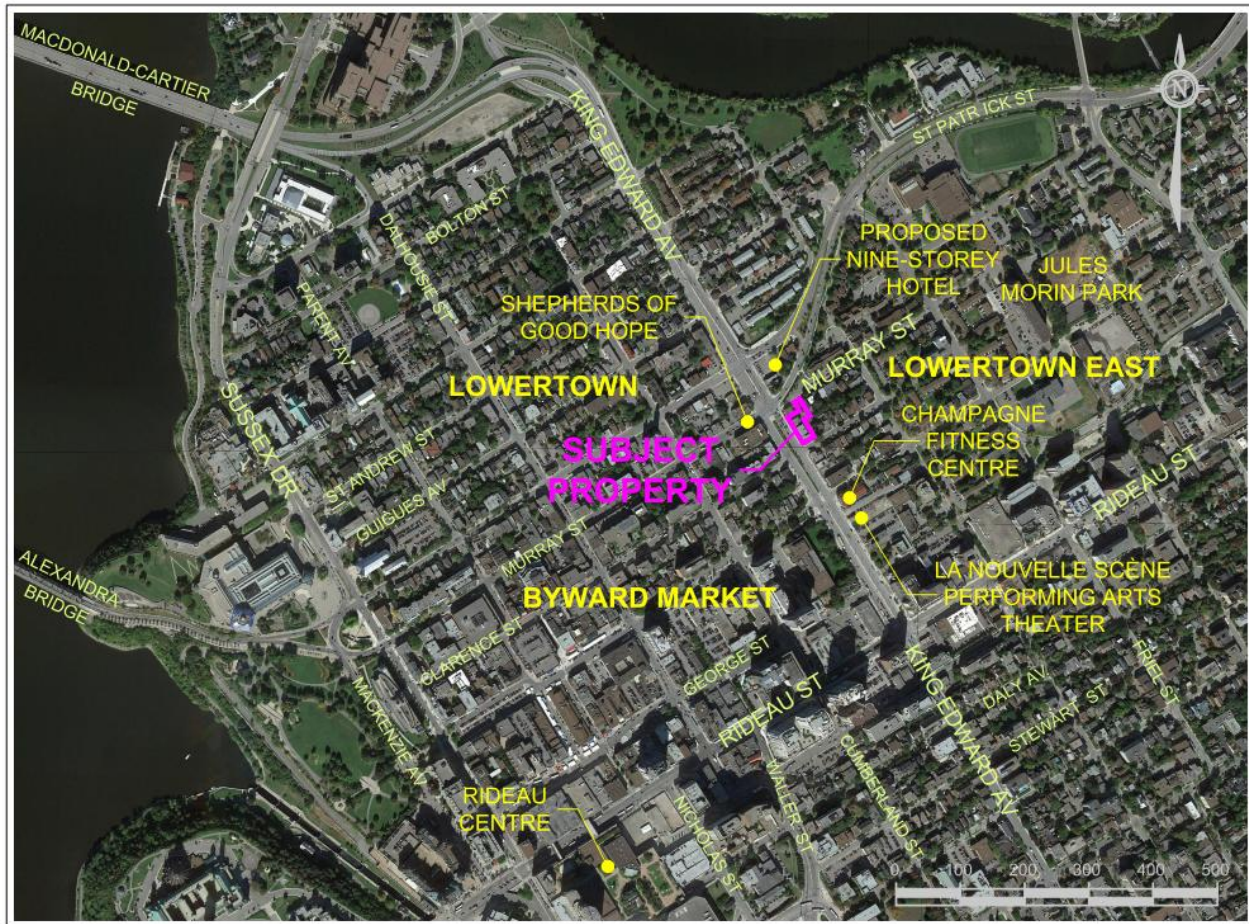 MACDONALD-CARTIER
BRIDGE
KING EDWARD AV
ST PATR ICK ST
N
BOLTON ST
DALHOUSIE ST
PARENT AV
PROPOSED
NINE-STOREY
HOTEL
JULES
MORIN PARK
SHEPHERDS OF
GOOD HOPE
MURRAY ST
LOWERTOWN
LOWERTOWN EAST
SUSSEX DR
CHAMPAGNE
FITNESS
CENTRE
SUBJECT
PROPERTY
ST ANDREW ST
GUIGUES AV
RIDEAU ST
MURRAY ST
ALEXANDRA
BRIDGE
BYWARD MARKET
LA NOUVELLE SCÈNE
PERFORMING ARTS
THEATER
CLARENCE ST
GEORGE ST
RIDEAU ST
KING EDWARD AV
DALY AV
FRIEL ST
STEWART ST
MACKENZIE AV
CUMBERLAND ST
WALLER ST
NICHOLAS ST
RIDEAU
CENTRE
0 100 200 300 400 500